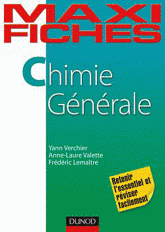 MAXI
FICHES
Chimie
Générale
Yann Verchier
Anne-Laure Valette
Frédéric Lemaître
Retenir
l'essentiel et
réviser
facilement
DUNOD